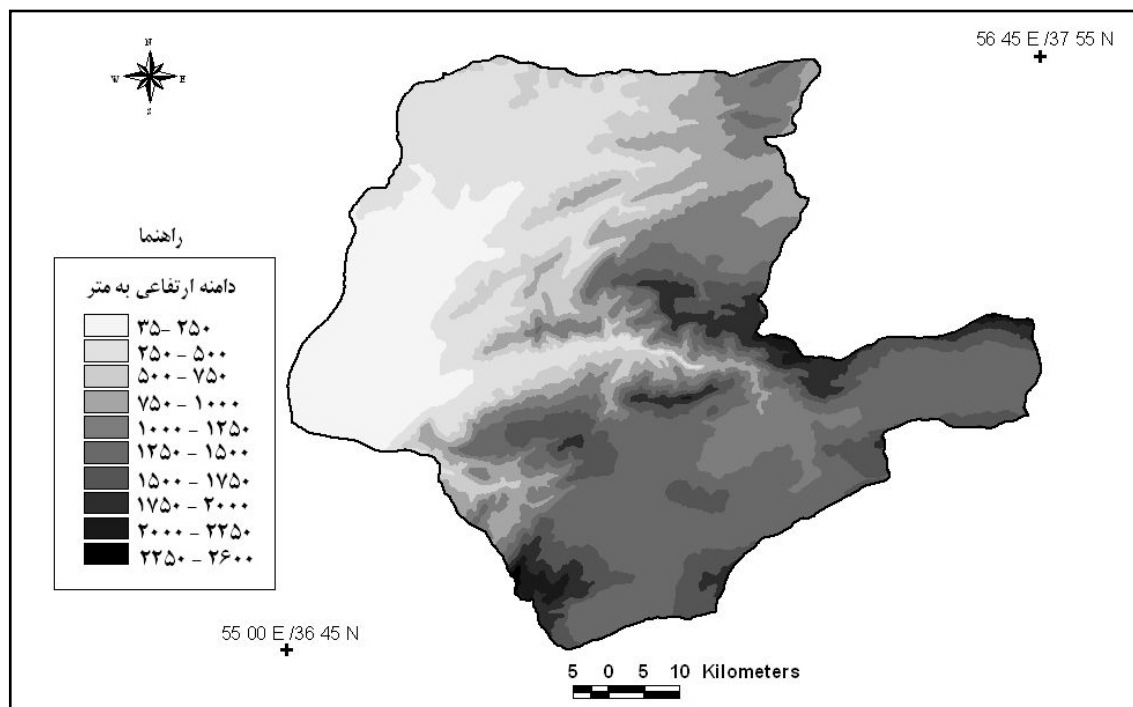 N
W E
S
56 45 E /37 55 N
راهنما
دامنه ارتفاعی به متر
۳۵ - ۲۵۰
۲۵۰ - ۵۰۰
۵۰۰ - ۷۵۰
۷۵۰ - ۱۰۰۰
۱۰۰۰ - ۱۲۵۰
۱۲۵۰ - ۱۵۰۰
۱۵۰۰ - ۱۷۵۰
۱۷۵۰ - ۲۰۰۰
۲۰۰۰ - ۲۲۵۰
۲۲۵۰ - ۲۶۰۰
55 00 E /36 45 N
5 0 5 10 Kilometers